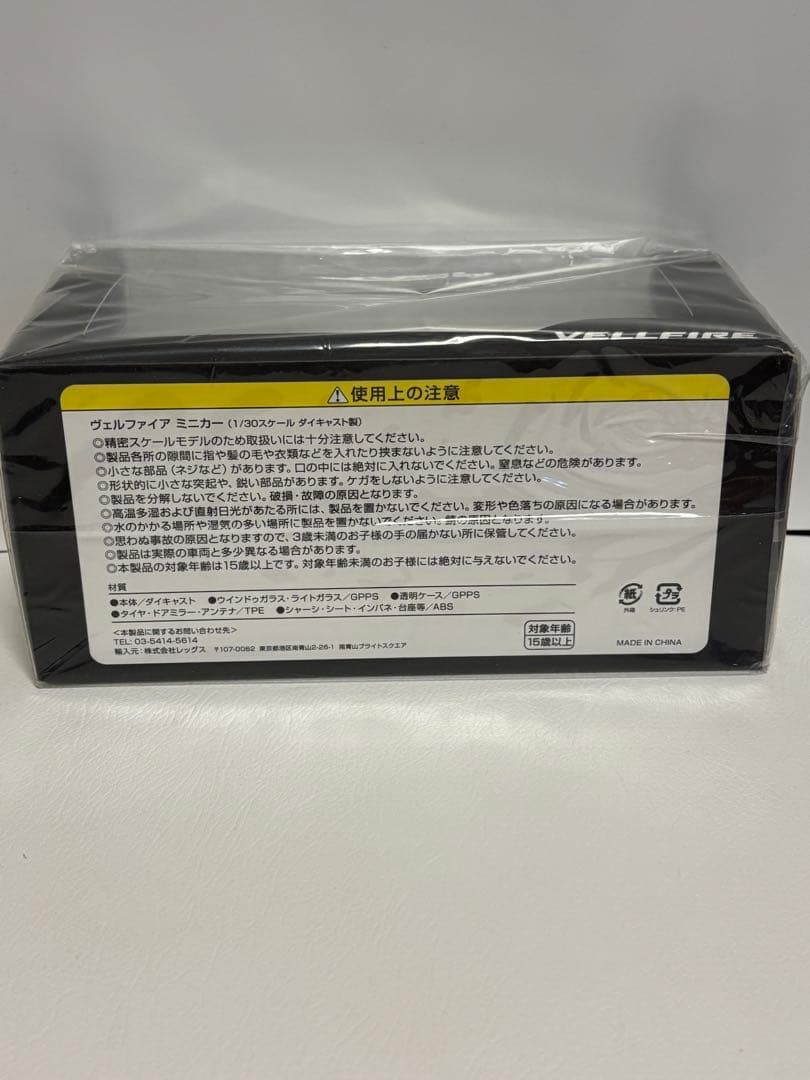 VELLFIRE
⚠使用上の注意
ヴェルファイア ミニカー（1/30スケール ダイキャスト製）
◎精密スケールモデルのため取扱いには十分注意してください。
◎製品各所の隙間に指や髪の毛や衣類などを入れたり挟まないように注意してください。
◎小さな部品（ネジなど）があります。口の中には絶対に入れないでください。窒息などの危険があります。
◎形状的に小さな突起や、鋭い部品があります。ケガをしないように注意してください。
◎製品を分解しないでください。破損・故障の原因となります。
◎高温多湿および直射日光があたる所には、製品を置かないでください。変形や色落ちの原因になる場合があります。
◎水のかかる場所や湿気の多い場所に製品を置かないでください。錆の原因となります。
◎思わぬ事故の原因となりますので、3歳未満のお子様の手の届かない所に保管してください。
◎製品は実際の車両と多少異なる場合があります。
◎本製品の対象年齢は15歳以上です。対象年齢未満のお子様には絶対に与えないでください。
材質
●本体/ダイキャスト ●ウインドゥガラス・ライトガラス/GPPS ●透明ケース/GPPS
●タイヤ・ドアミラー・アンテナ/TPE ●シャーシ・シート・インパネ・台座等/ABS
紙 外箱
プラ シュリンク:PE
＜本製品に関するお問い合わせ先＞
TEL: 03-5414-5614
輸入元：株式会社レッグス 〒107-0062 東京都港区南青山2-26-1 南青山ブライトスクエア
対象年齢
15歳以上
MADE IN CHINA